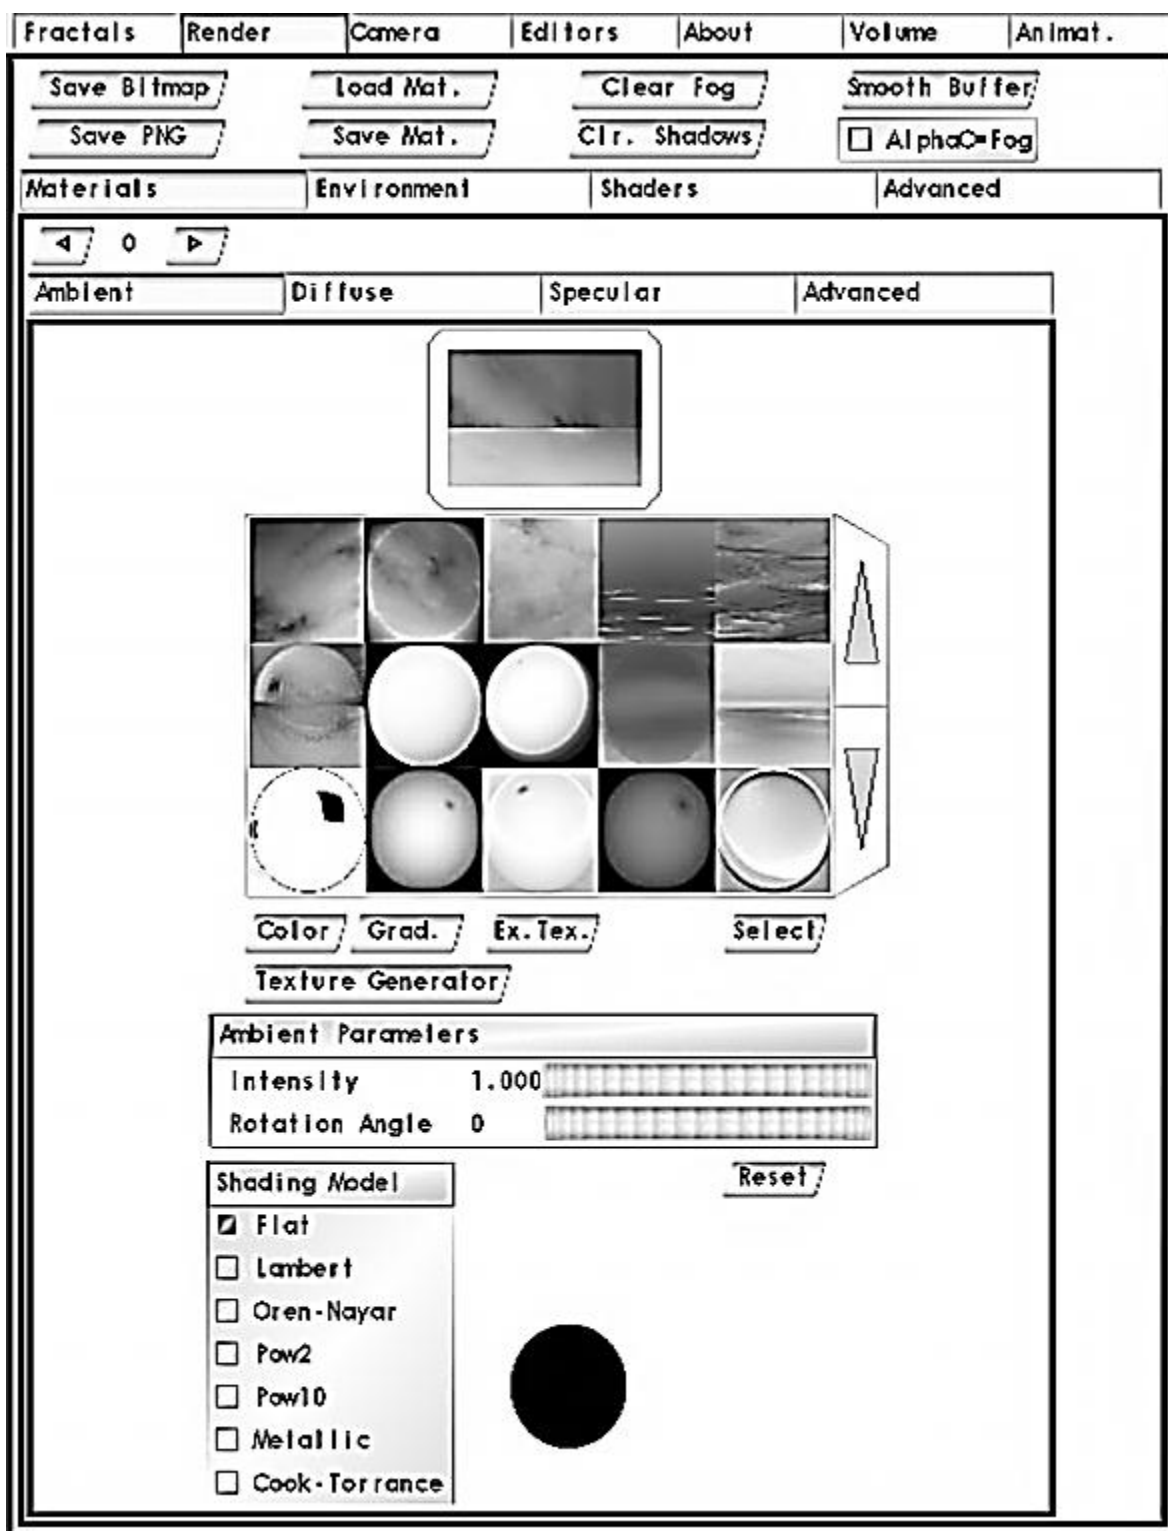 Fractals Render Camera Editors About Volume Animat.
Save Bitmap Load Mat. Clear Fog Smooth Buffer
Save PNG Save Mat. Clr. Shadows AlphaC=Fog
Materials Environment Shaders Advanced
0
Ambient Diffuse Specular Advanced
Color Grad. Ex.Tex. Select
Texture Generator
Ambient Parameters
Intensity 1.000
Rotation Angle 0
Reset
Shading Model
Flat
Lambert
Oren-Nayar
Pow2
Pow10
Metallic
Cook-Torrance